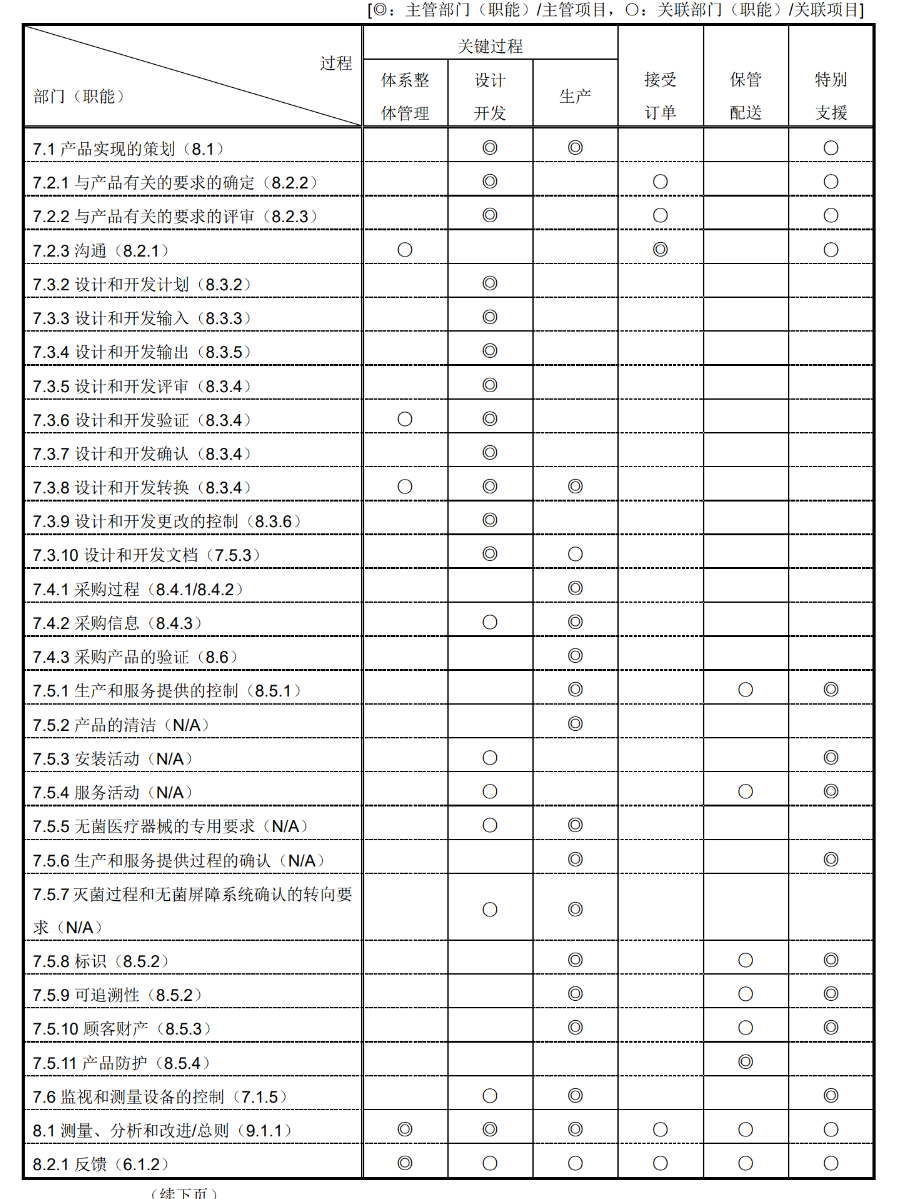 [◎：主管部门（职能）/主管项目，○：关联部门（职能）/关联项目]
过程
部门（职能）
关键过程
体系整
体管理
设计
开发
生产
接受
订单
保管
配送
特别
支援
7.1 产品实现的策划（8.1） ◎ ◎ ○
7.2.1 与产品有关的要求的确定（8.2.2） ◎ ○ ○
7.2.2 与产品有关的要求的评审（8.2.3） ◎ ○ ○
7.2.3 沟通（8.2.1） ○ ◎ ○
7.3.2 设计和开发计划（8.3.2） ◎
7.3.3 设计和开发输入（8.3.3） ◎
7.3.4 设计和开发输出（8.3.5） ◎
7.3.5 设计和开发评审（8.3.4） ◎
7.3.6 设计和开发验证（8.3.4） ○ ◎
7.3.7 设计和开发确认（8.3.4） ◎
7.3.8 设计和开发转换（8.3.4） ○ ◎ ◎
7.3.9 设计和开发更改的控制（8.3.6） ◎
7.3.10 设计和开发文档（7.5.3） ◎ ○
7.4.1 采购过程（8.4.1/8.4.2） ◎
7.4.2 采购信息（8.4.3） ○ ◎
7.4.3 采购产品的验证（8.6） ◎
7.5.1 生产和服务提供的控制（8.5.1） ◎ ○ ◎
7.5.2 产品的清洁（N/A） ◎
7.5.3 安装活动（N/A） ○ ◎
7.5.4 服务活动（N/A） ○ ○ ◎
7.5.5 无菌医疗器械的专用要求（N/A） ○ ◎
7.5.6 生产和服务提供过程的确认（N/A） ◎ ◎
7.5.7 灭菌过程和无菌屏障系统确认的转向要
求（N/A） ○ ◎
7.5.8 标识（8.5.2） ◎ ○ ◎
7.5.9 可追溯性（8.5.2） ◎ ○ ◎
7.5.10 顾客财产（8.5.3） ◎ ○ ◎
7.5.11 产品防护（8.5.4） ◎
7.6 监视和测量设备的控制（7.1.5） ○ ◎ ◎
8.1 测量、分析和改进/总则（9.1.1） ◎ ◎ ◎ ○ ○ ○
8.2.1 反馈（6.1.2） ◎ ○ ○ ○ ○ ○
（续下页）